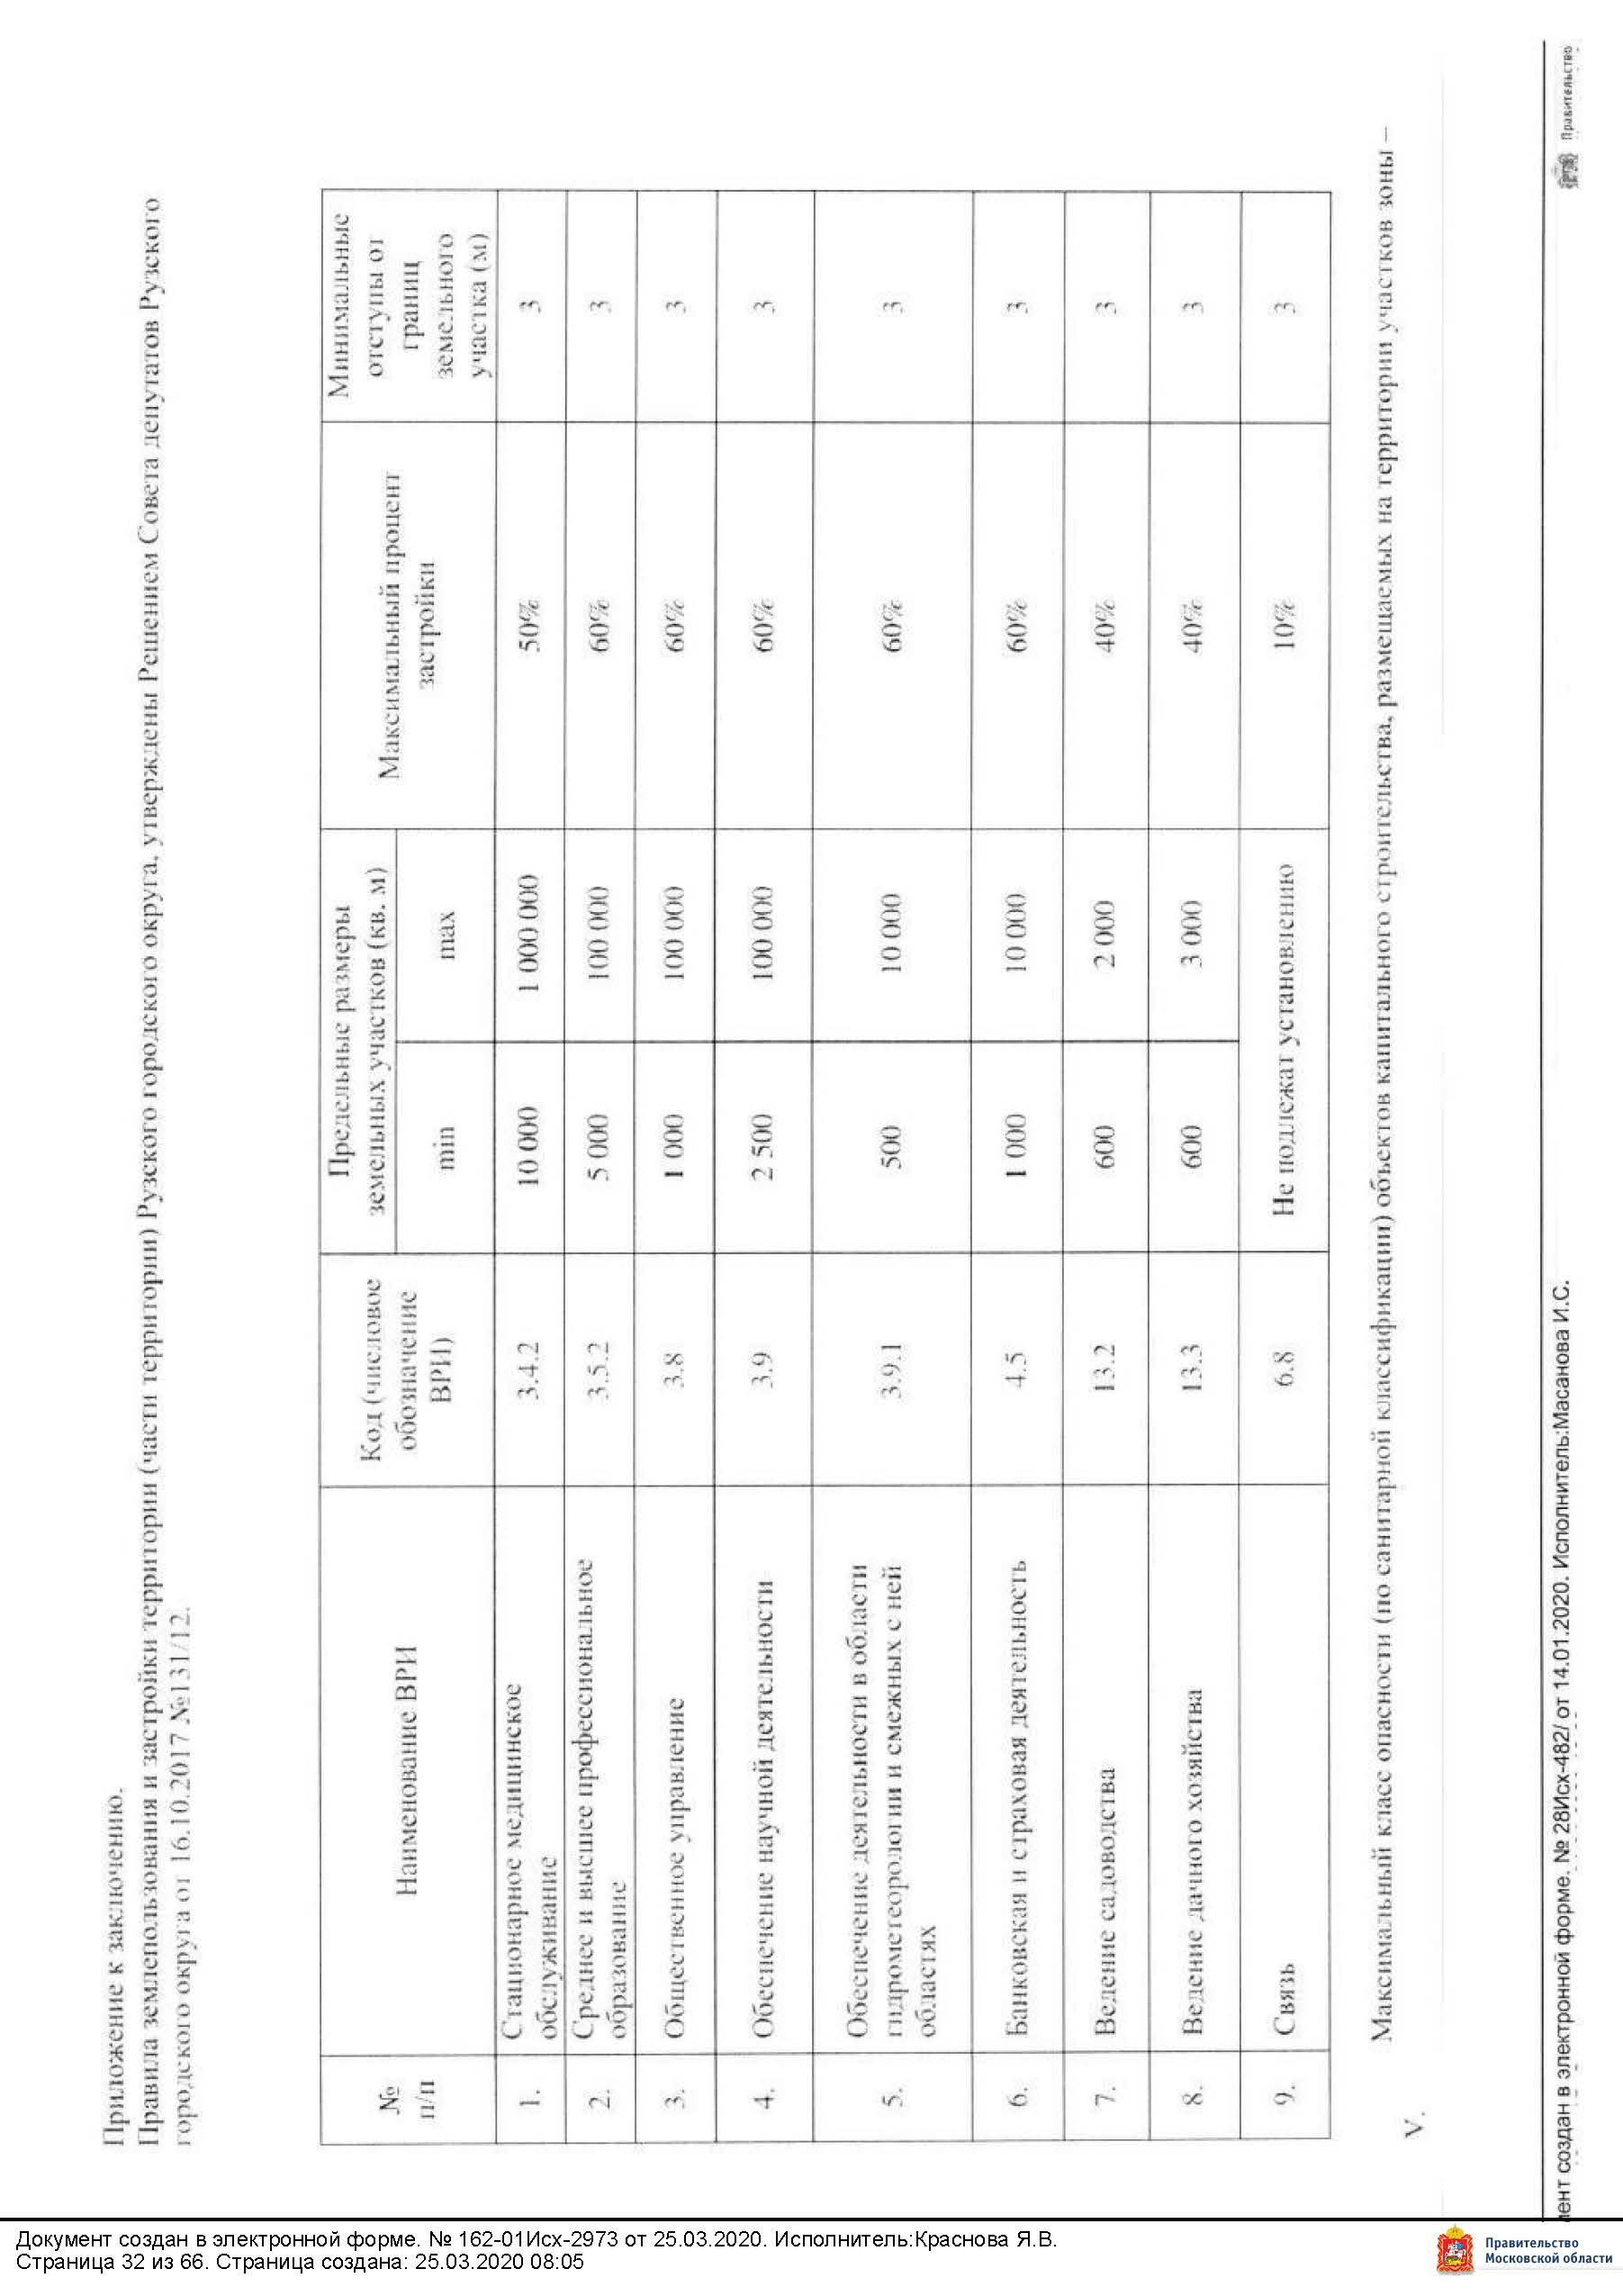 Приложение к заключению.
Правила землепользования и застройки территории (части территории) Рузского городского округа, утверждены Решением Совета депутатов Рузского
городского округа от 16.10.2017 №131/12.
№ п/п
Наименование ВРИ
Код (числовое обозначение ВРИ)
Предельные размеры земельных участков (кв. м)
min
max
Максимальный процент застройки
Минимальные отступы от границ земельного участка (м)
1. Стационарное медицинское обслуживание 3.4.2 10 000 1 000 000 50% 3
2. Среднее и высшее профессиональное образование 3.5.2 5 000 100 000 60% 3
3. Общественное управление 3.8 1 000 100 000 60% 3
4. Обеспечение научной деятельности 3.9 2 500 100 000 60% 3
5. Обеспечение деятельности в области гидрометеорологии и смежных с ней областях 3.9.1 500 10 000 60% 3
6. Банковская и страховая деятельность 4.5 1 000 10 000 60% 3
7. Ведение садоводства 13.2 600 2 000 40% 3
8. Ведение дачного хозяйства 13.3 600 3 000 40% 3
9. Связь 6.8 Не подлежат установлению 10% 3
Максимальный класс опасности (по санитарной классификации) объектов капитального строительства, размещаемых на территории участков зоны –
V.
мент создан в электронной форме. № 28Исх-482/ от 14.01.2020. Исполнитель:Масанова И.С.
Правительство
Документ создан в электронной форме. № 162-01Исх-2973 от 25.03.2020. Исполнитель:Краснова Я.В.
Страница 32 из 66. Страница создана: 25.03.2020 08:05
Правительство
Московской области